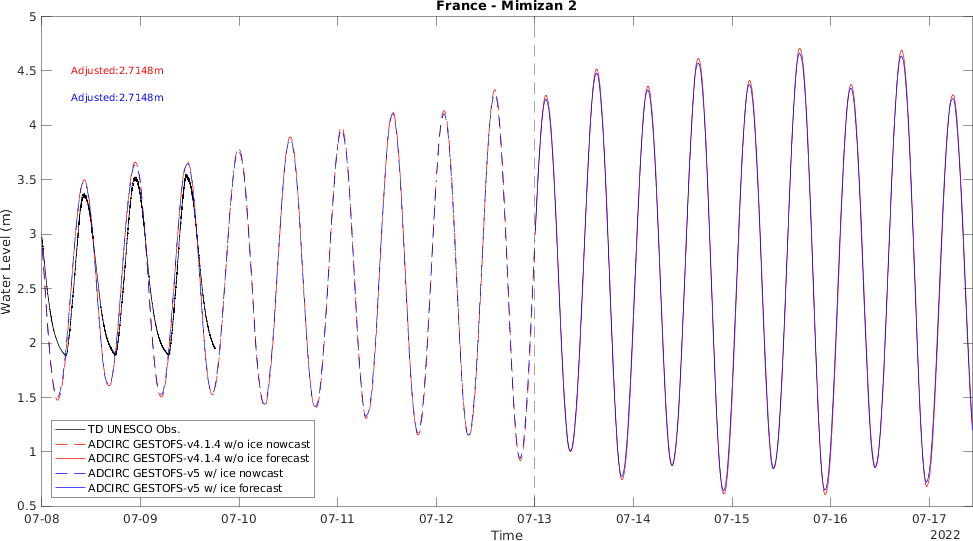 France - Mimizan 2
Adjusted:2.7148m
Adjusted:2.7148m
5
4.5
4
3.5
3
2.5
2
1.5
1
0.5
Water Level (m)
TD UNESCO Obs.
ADCIRC GESTOFS-v4.1.4 w/o ice nowcast
ADCIRC GESTOFS-v4.1.4 w/o ice forecast
ADCIRC GESTOFS-v5 w/ ice nowcast
ADCIRC GESTOFS-v5 w/ ice forecast
07-08 07-09 07-10 07-11 07-12 07-13 07-14 07-15 07-16 07-17
Time
2022